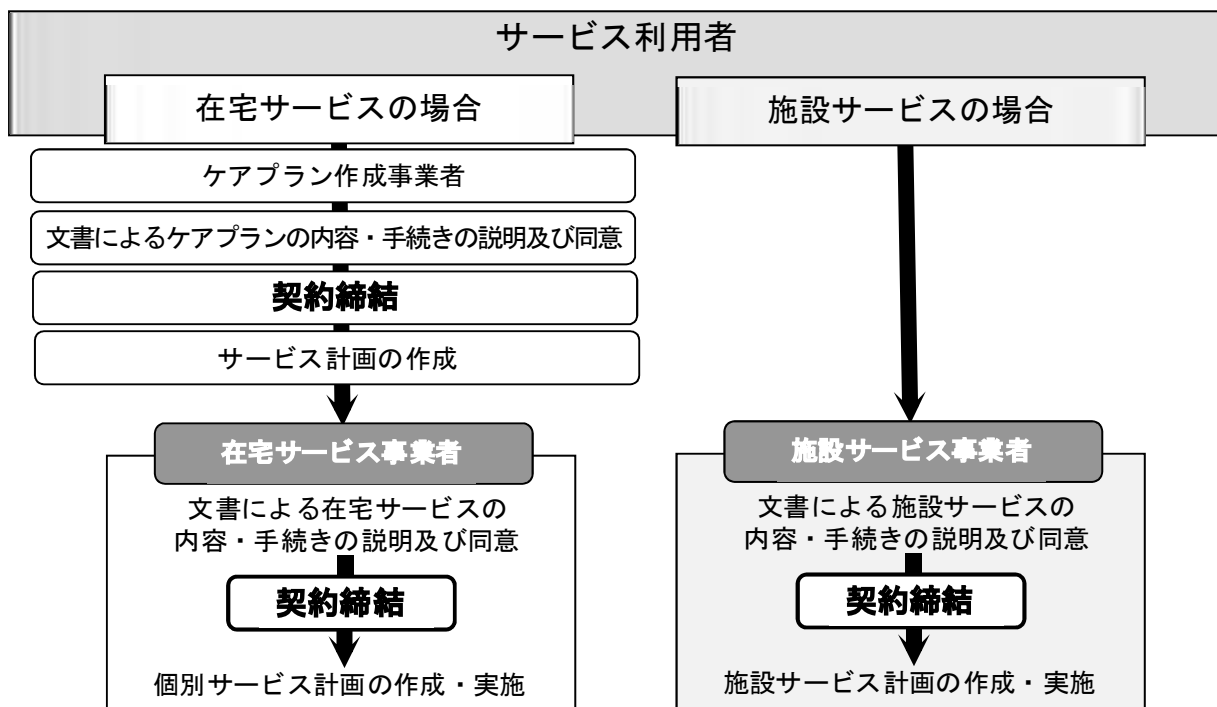 サービス利用者
在宅サービスの場合
ケアプラン作成事業者
文書によるケアプランの内容・手続きの説明及び同意
契約締結
サービス計画の作成
在宅サービス事業者
文書による在宅サービスの
内容・手続きの説明及び同意
契約締結
個別サービス計画の作成・実施
施設サービスの場合
施設サービス事業者
文書による施設サービスの
内容・手続きの説明及び同意
契約締結
施設サービス計画の作成・実施